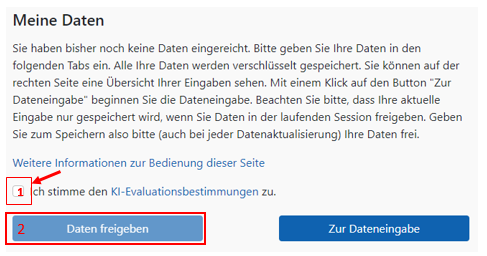 Meine Daten
Sie haben bisher noch keine Daten eingereicht. Bitte geben Sie Ihre Daten in den
folgenden Tabs ein. Alle Ihre Daten werden verschlüsselt gespeichert. Sie können auf der
rechten Seite eine Übersicht Ihrer Eingaben sehen. Mit einem Klick auf den Button "Zur
Dateneingabe" beginnen Sie die Dateneingabe. Beachten Sie bitte, dass Ihre aktuelle
Eingabe nur gespeichert wird, wenn Sie Daten in der laufenden Session freigeben. Geben
Sie zum Speichern also bitte (auch bei jeder Datenaktualisierung) Ihre Daten frei.
Weitere Informationen zur Bedienung dieser Seite
1 ch stimme den KI-Evaluationsbestimmungen zu.
2 Daten freigeben Zur Dateneingabe